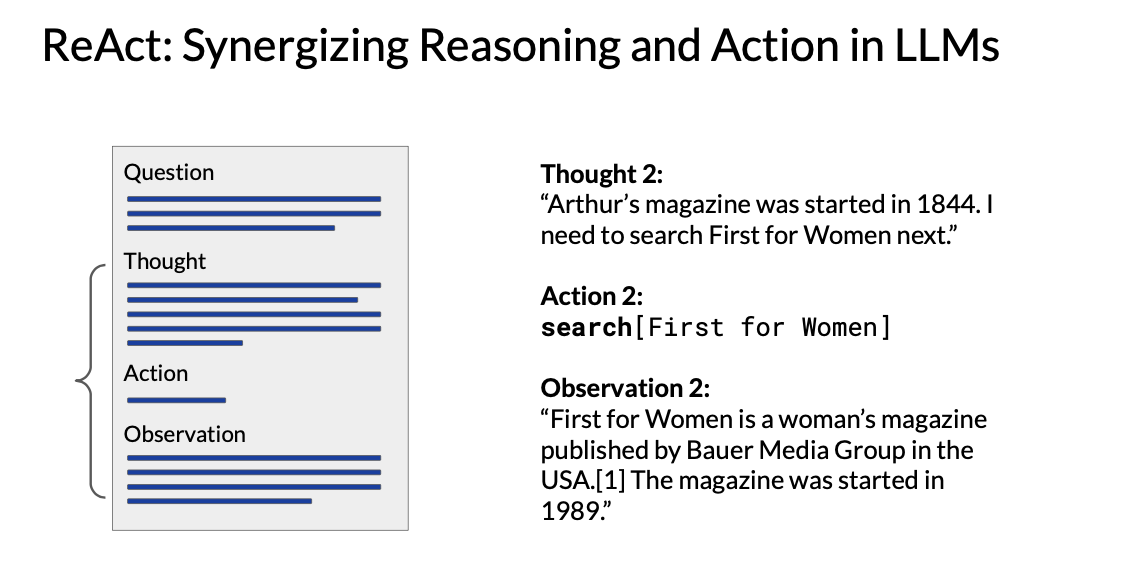 ReAct: Synergizing Reasoning and Action in LLMs
Question
Thought
Action
Observation
Thought 2:
“Arthur’s magazine was started in 1844. I
need to search First for Women next.”
Action 2:
search[First for Women]
Observation 2:
“First for Women is a woman’s magazine
published by Bauer Media Group in the
USA.[1] The magazine was started in
1989.”